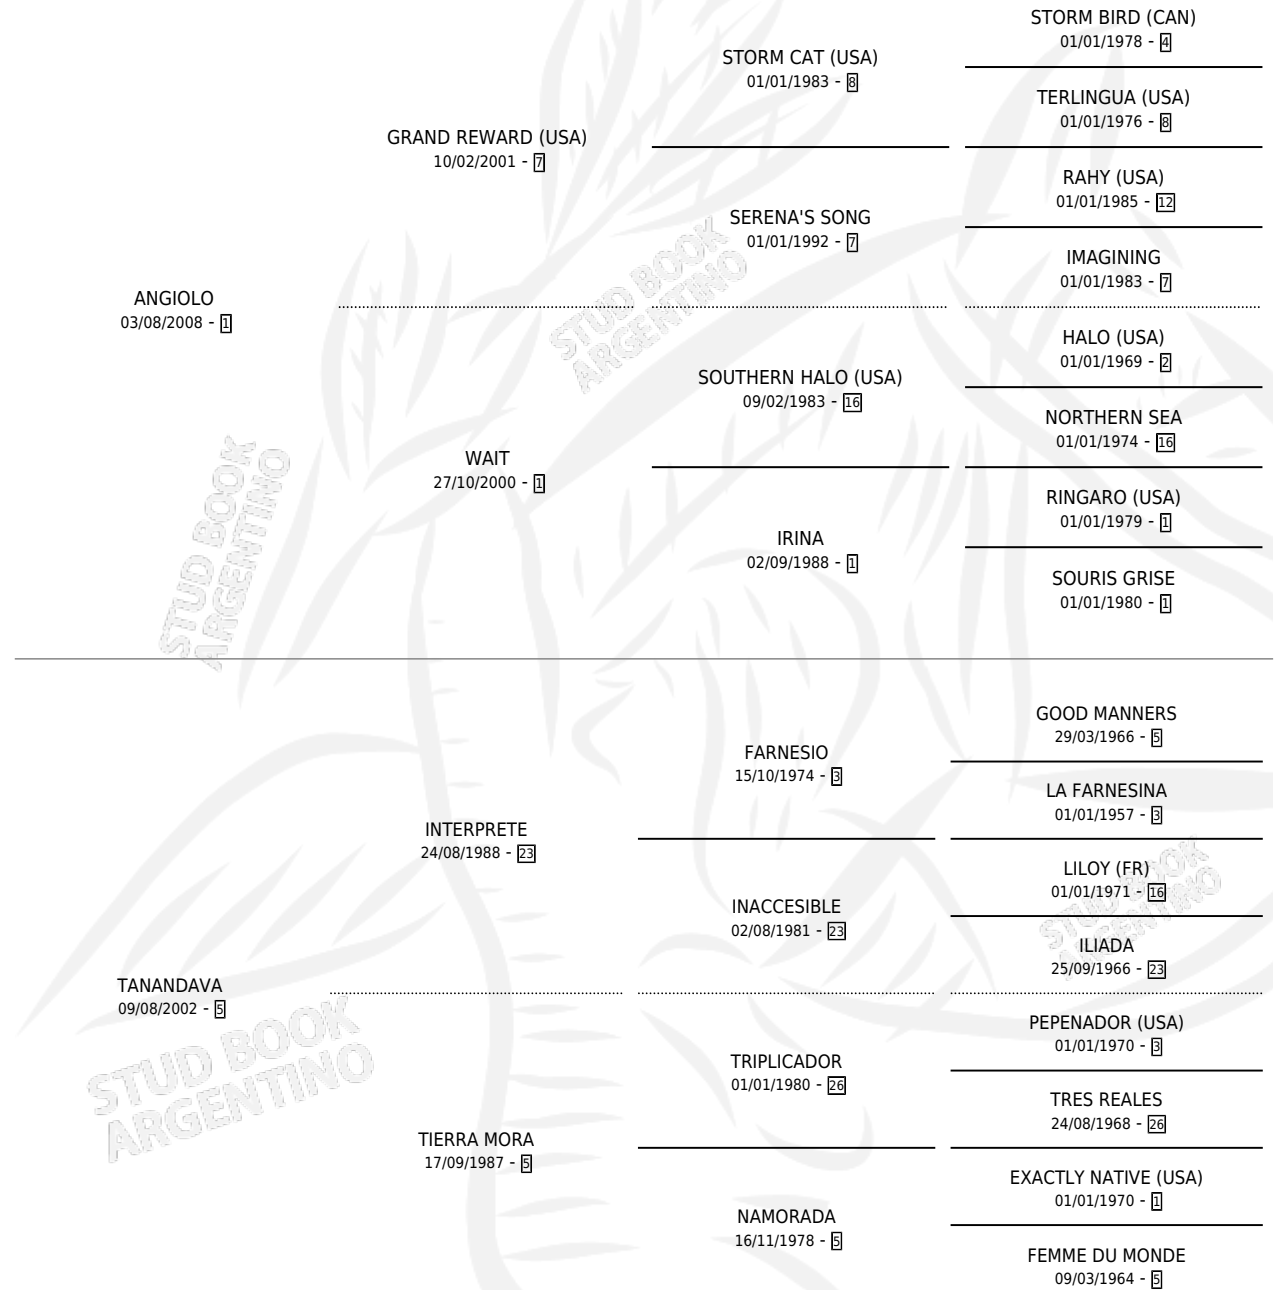 STORM BIRD (CAN)
01/01/1978 - 4
STORM CAT (USA)
01/01/1983 - 8
TERLINGUA (USA)
01/01/1976 - 8
GRAND REWARD (USA)
10/02/2001 - 7
RAHY (USA)
01/01/1985 - 12
SERENA'S SONG
01/01/1992 - 7
IMAGINING
01/01/1983 - 7
ANGIOLO
03/08/2008 - 1
HALO (USA)
01/01/1969 - 2
SOUTHERN HALO (USA)
09/02/1983 - 16
NORTHERN SEA
01/01/1974 - 16
WAIT
27/10/2000 - 1
RINGARO (USA)
01/01/1979 - 1
IRINA
02/09/1988 - 1
SOURIS GRISE
01/01/1980 - 1
GOOD MANNERS
29/03/1966 - 5
FARNESIO
15/10/1974 - 3
LA FARNESINA
01/01/1957 - 3
INTERPRETE
24/08/1988 - 23
LILOY (FR)
01/01/1971 - 16
INACCESIBLE
02/08/1981 - 23
ILIADA
25/09/1966 - 23
TANANDAVA
09/08/2002 - 5
PEPENADOR (USA)
01/01/1970 - 3
TRIPLICADOR
01/01/1980 - 26
TRES REALES
24/08/1968 - 26
TIERRA MORA
17/09/1987 - 5
EXACTLY NATIVE (USA)
01/01/1970 - 1
NAMORADA
16/11/1978 - 5
FEMME DU MONDE
09/03/1964 - 5
STUD BOOK
ARGENTINO
STUD BOOK
ARGENTINO
STUD BOOK
ARGENTINO
STUD BOOK
ARGENTINO